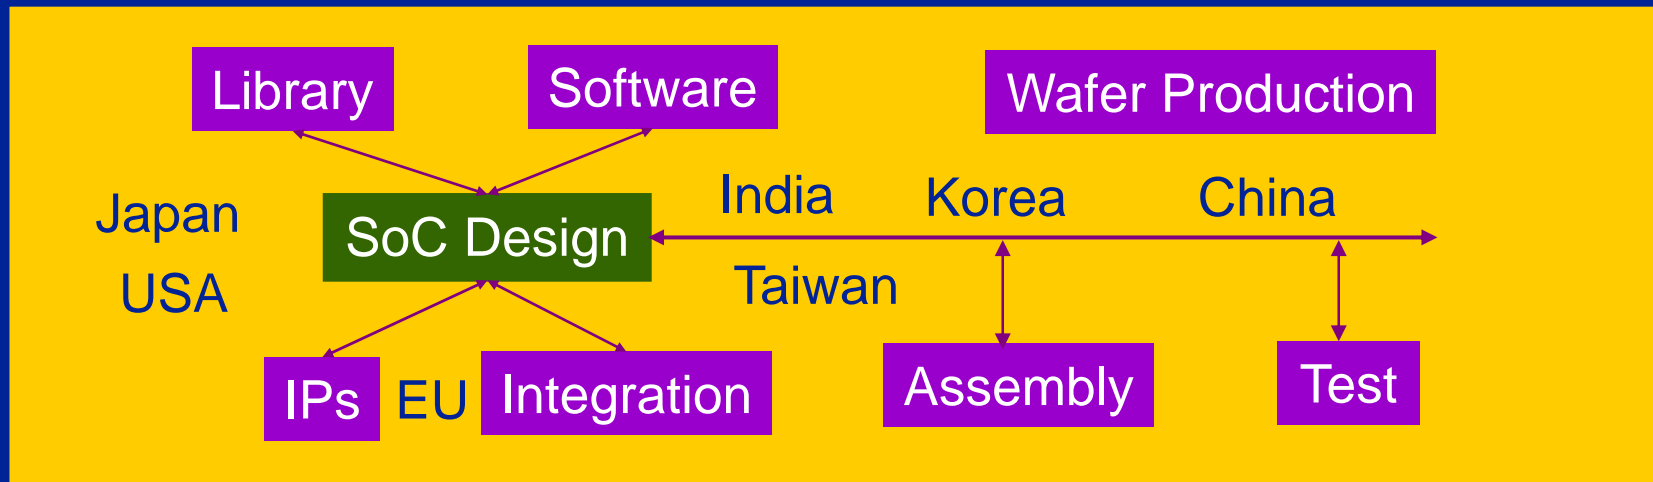 Library
Software
Wafer Production
Japan
USA
SoC Design
India
Korea
China
Taiwan
IPs
EU
Integration
Assembly
Test